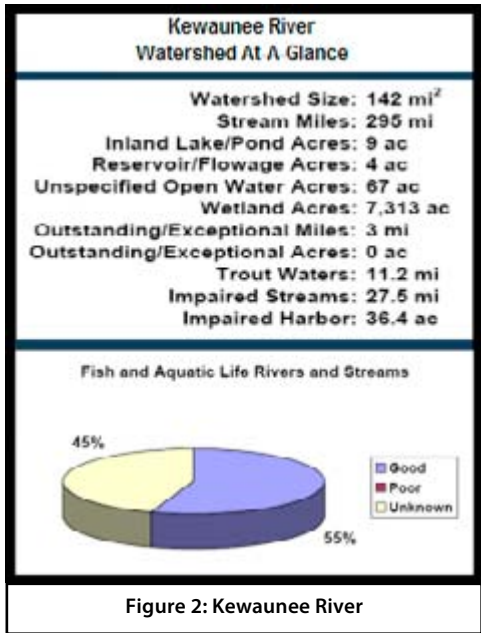 Kewaunee River
Watershed At A Glance
Watershed Size: 142 mi²
Stream Miles: 295 mi
Inland Lake/Pond Acres: 9 ac
Reservoir/Flowage Acres: 4 ac
Unspecified Open Water Acres: 67 ac
Wetland Acres: 7,313 ac
Outstanding/Exceptional Miles: 3 mi
Outstanding/Exceptional Acres: 0 ac
Trout Waters: 11.2 mi
Impaired Streams: 27.5 mi
Impaired Harbor: 36.4 ac
Fish and Aquatic Life Rivers and Streams
45%
Good
Poor
Unknown
55%
Figure 2: Kewaunee River